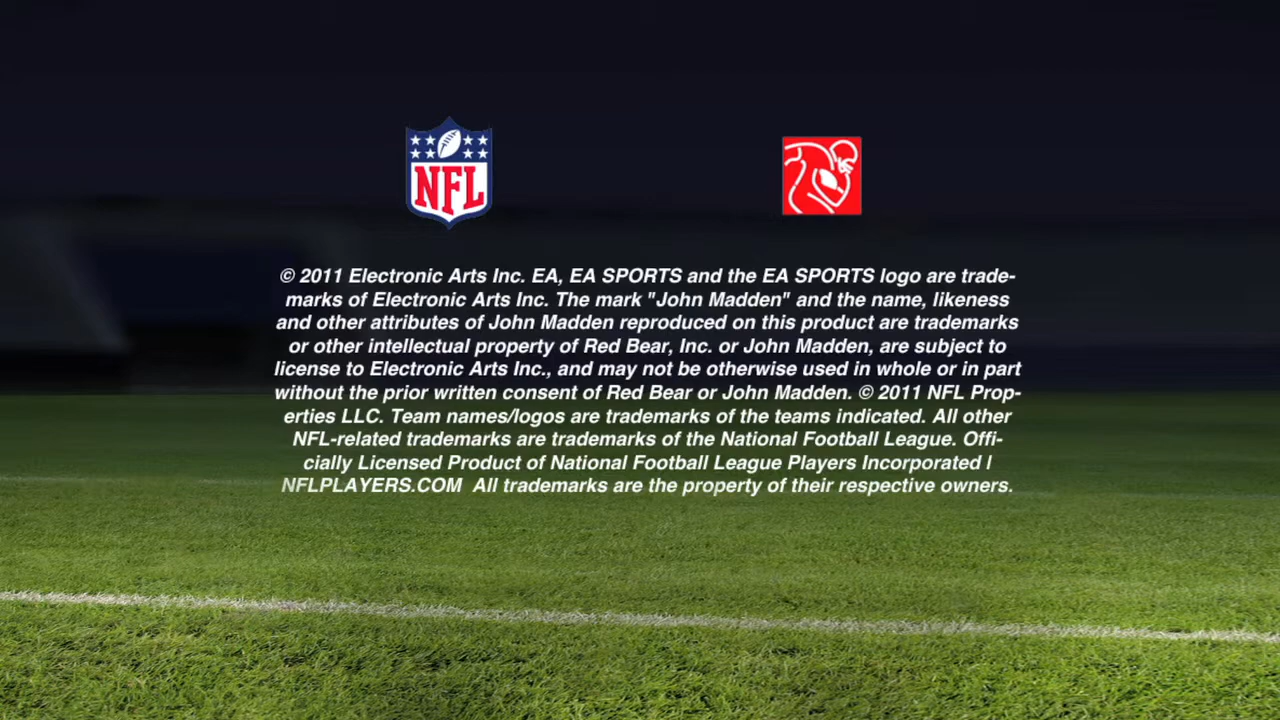 NFL
© 2011 Electronic Arts Inc. EA, EA SPORTS and the EA SPORTS logo are trade-
marks of Electronic Arts Inc. The mark "John Madden" and the name, likeness
and other attributes of John Madden reproduced on this product are trademarks
or other intellectual property of Red Bear, Inc. or John Madden, are subject to
license to Electronic Arts Inc., and may not be otherwise used in whole or in part
without the prior written consent of Red Bear or John Madden. © 2011 NFL Prop-
erties LLC. Team names/logos are trademarks of the teams indicated. All other
NFL-related trademarks are trademarks of the National Football League. Offi-
cially Licensed Product of National Football League Players Incorporated |
NFLPLAYERS.COM  All trademarks are the property of their respective owners.